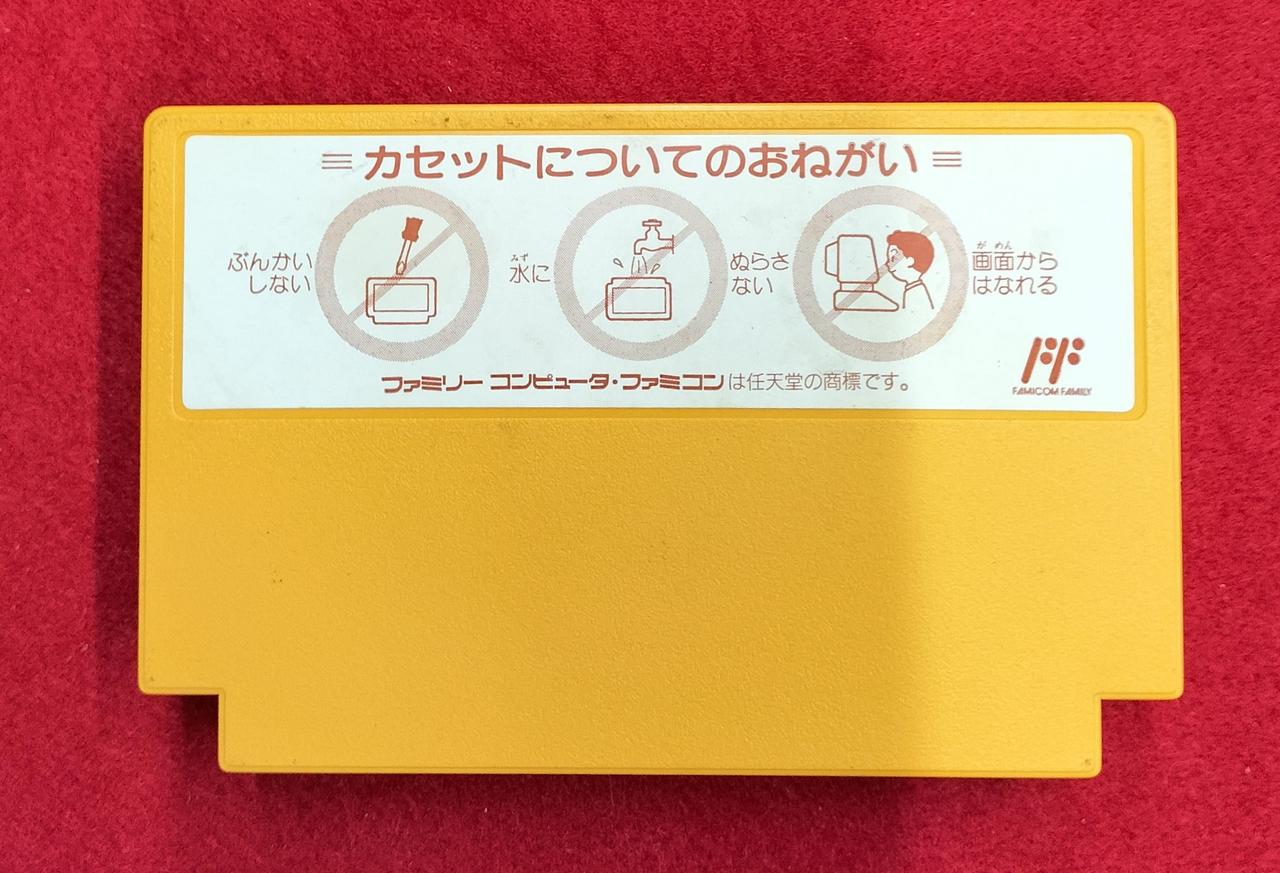 カセットについてのおねがい
ぶんかい
しない
みず
水に
ぬらさ
ない
が めん
画面から
はなれる
ファミリー コンピュータ・ファミコンは任天堂の商標です。
FAMICOM FAMILY